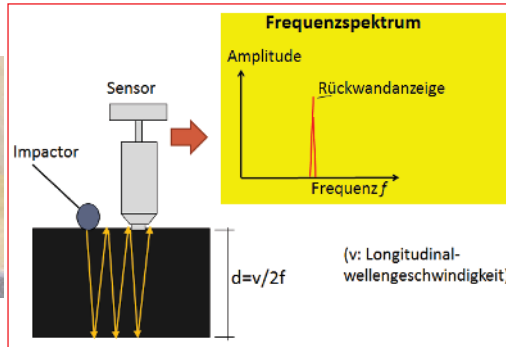 Frequenzspektrum
Amplitude
Rückwandanzeige
Frequenz f
Sensor
Impactor
d=v/2f
(v: Longitudinal-
wellengeschwindigkeit)